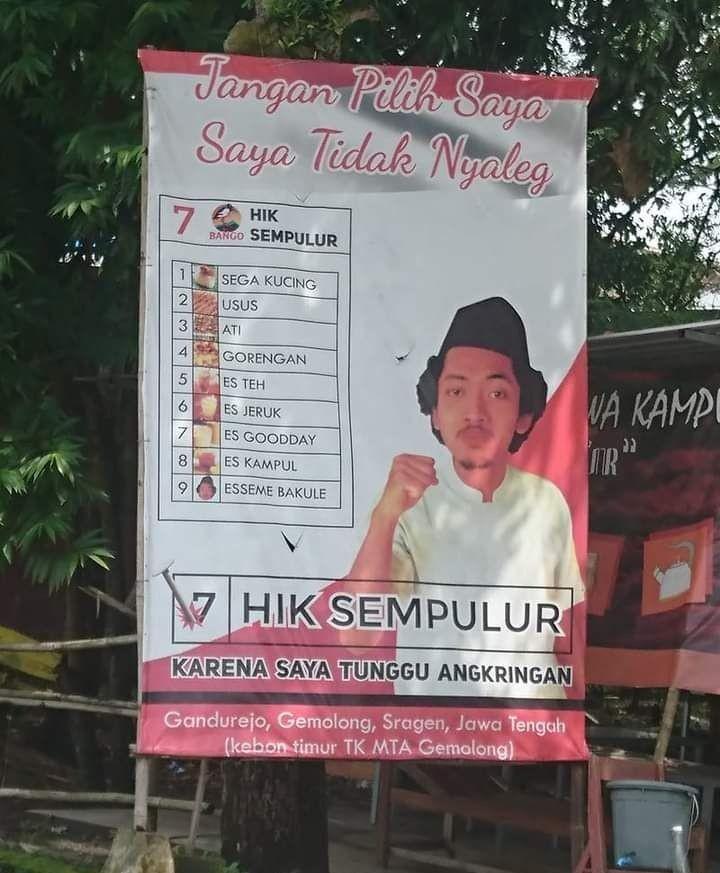 Jangan Pilih Saya
Saya Tidak Nyaleg
7 BANGO HIK SEMPULUR
1 SEGA KUCING
2 USUS
3 ATI
4 GORENGAN
5 ES TEH
6 ES JERUK
7 ES GOODDAY
8 ES KAMPUL
9 ESSEME BAKULE
7 HIK SEMPULUR
KARENA SAYA TUNGGU ANGKRINGAN
Gandurejo, Gemolong, Sragen, Jawa Tengah
(kebon timur TK MTA Gemolong)